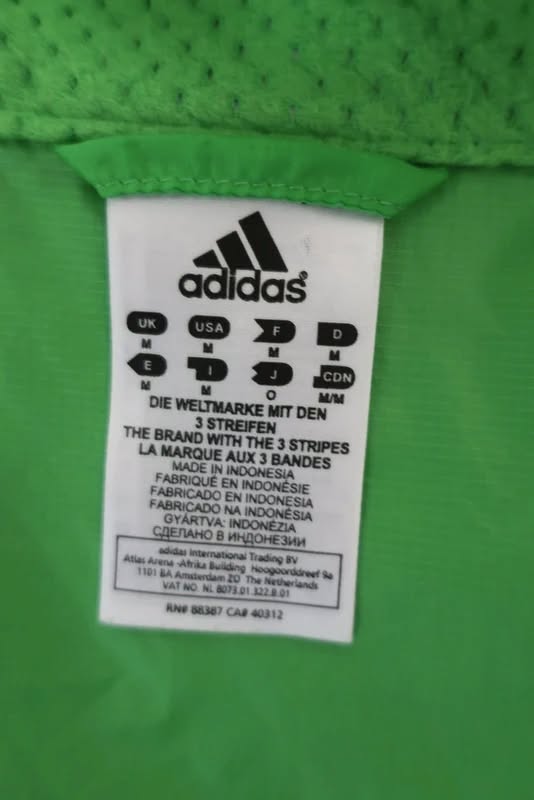 adidas®
UK USA F D
M M M M
E I J CDN
M M O M/M
DIE WELTMARKE MIT DEN
3 STREIFEN
THE BRAND WITH THE 3 STRIPES
LA MARQUE AUX 3 BANDES
MADE IN INDONESIA
FABRIQUÉ EN INDONÉSIE
FABRICADO EN INDONESIA
FABRICADO NA INDONÉSIA
GYÁRTVA: INDONÉZIA
СДЕЛАНО В ИНДОНЕЗИИ
adidas International Trading BV
Atlas Arena -Afrika Building Hoogoorddreef 9a
1101 BA Amsterdam ZO The Netherlands
VAT NO. NL 8073.01.322.B.01
RN# 88387 CA# 40312